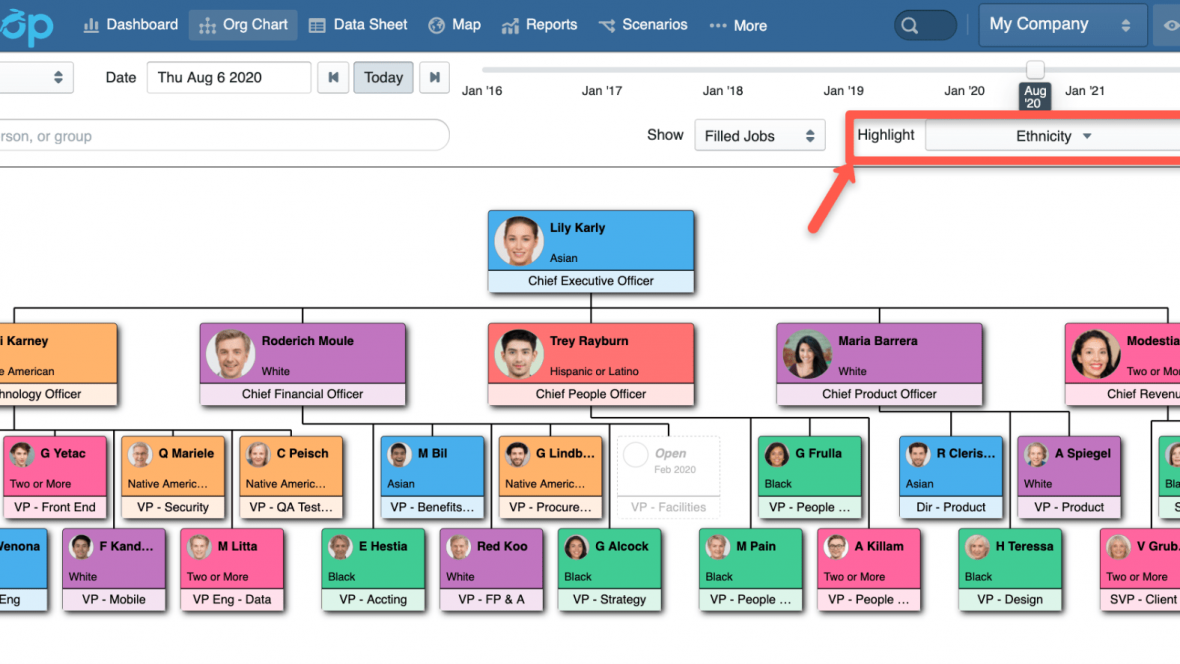 op Dashboard Org Chart Data Sheet Map Reports Scenarios More My Company
Date Thu Aug 6 2020 Today
Jan '16 Jan '17 Jan '18 Jan '19 Jan '20 Aug '20 Jan '21
rson, or group Show Filled Jobs Highlight Ethnicity
Lily Karly
Asian
Chief Executive Officer
i Karney
e American
hnology Officer
Roderich Moule
White
Chief Financial Officer
Trey Rayburn
Hispanic or Latino
Chief People Officer
Maria Barrera
White
Chief Product Officer
Modestia
Two or Mo
Chief Revenu
G Yetac
Two or More
VP - Front End
Q Mariele
Native Americ...
VP - Security
C Peisch
Native Americ...
VP - QA Test...
M Bil
Asian
VP - Benefits...
G Lindb...
Native Americ...
VP - Procure...
Open
Feb 2020
VP - Facilities
G Frulla
Black
VP - People ...
R Cleris...
Asian
Dir - Product
A Spiegel
White
VP - Product
Bla
S
Wenona
Eng
F Kand...
White
VP - Mobile
M Litta
Two or More
VP Eng - Data
E Hestia
Black
VP - Accting
Red Koo
White
VP - FP & A
G Alcock
Black
VP - Strategy
M Pain
Black
VP - People ...
A Killam
Two or More
VP - People ...
H Teressa
Black
VP - Design
V Grub.
Two or More
SVP - Client